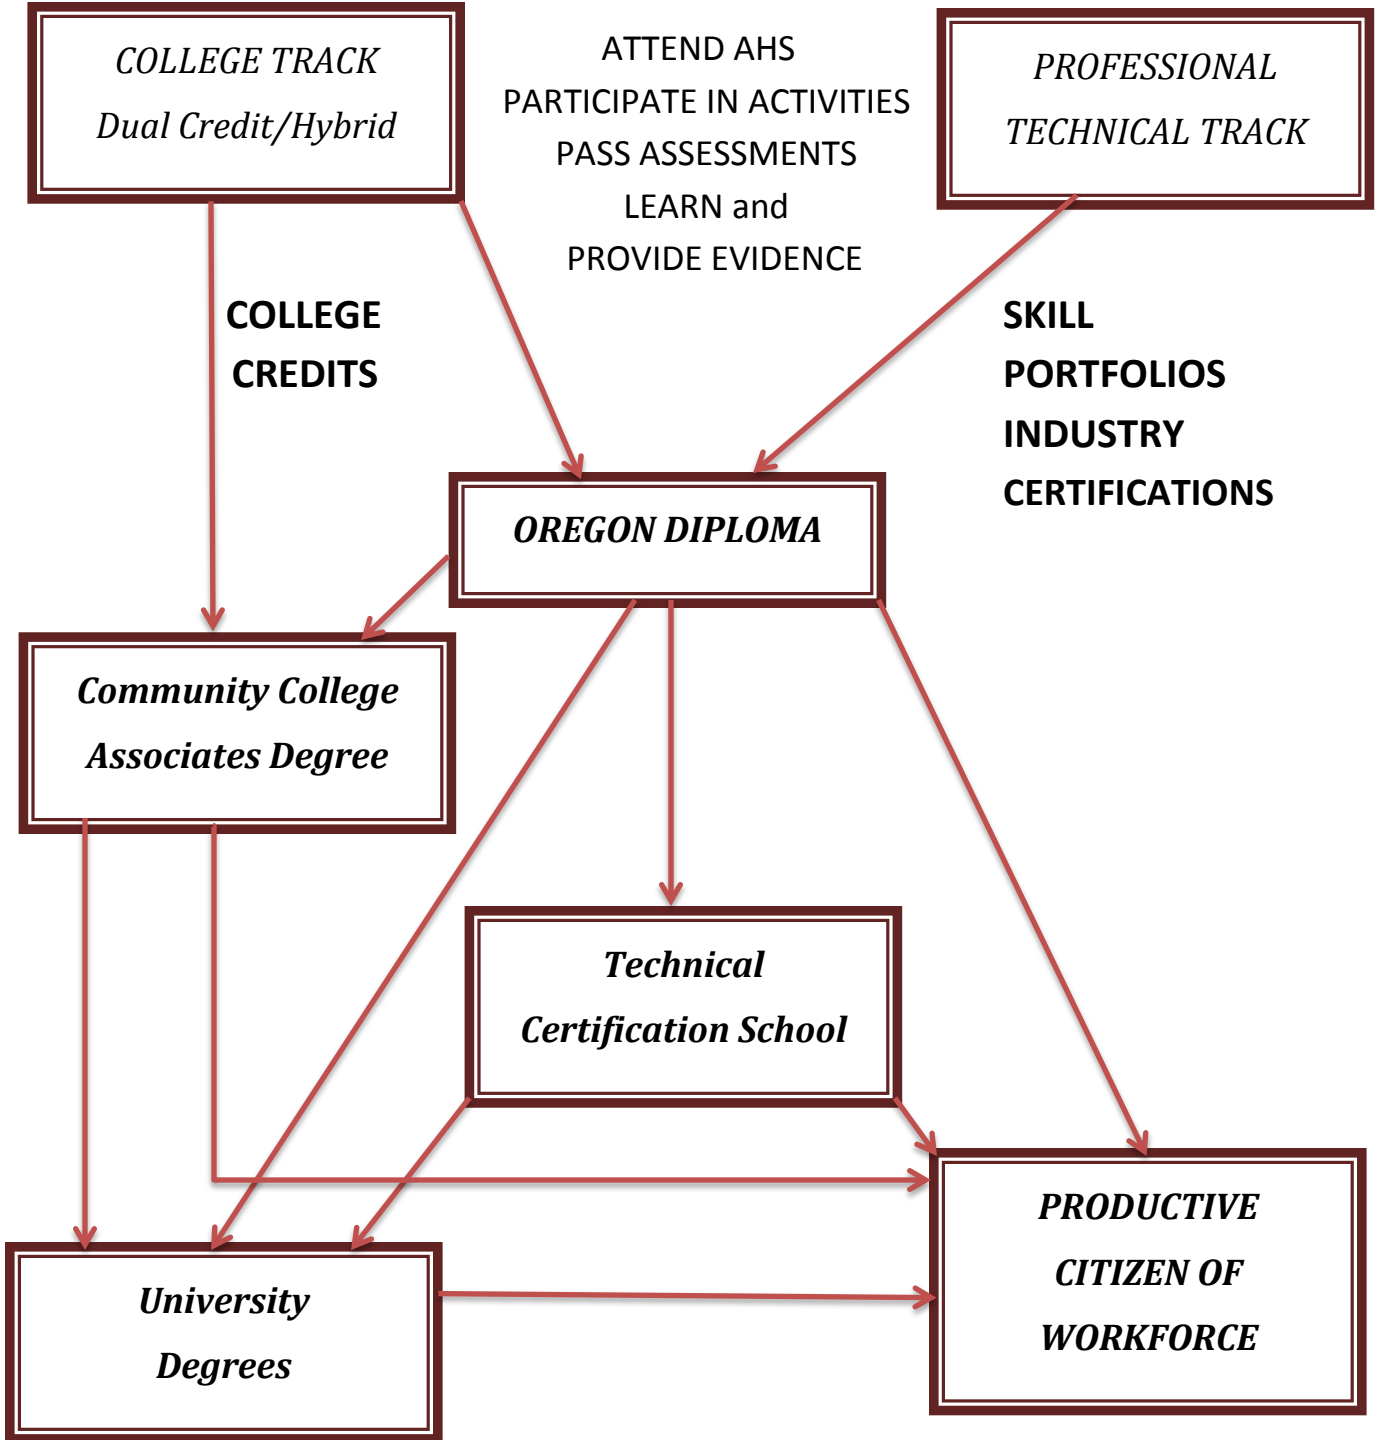 COLLEGE TRACK
Dual Credit/Hybrid
ATTEND AHS
PARTICIPATE IN ACTIVITIES
PASS ASSESSMENTS
LEARN and
PROVIDE EVIDENCE
PROFESSIONAL
TECHNICAL TRACK
COLLEGE
CREDITS
SKILL
PORTFOLIOS
INDUSTRY
CERTIFICATIONS
OREGON DIPLOMA
Community College
Associates Degree
Technical
Certification School
PRODUCTIVE
CITIZEN OF
WORKFORCE
University
Degrees